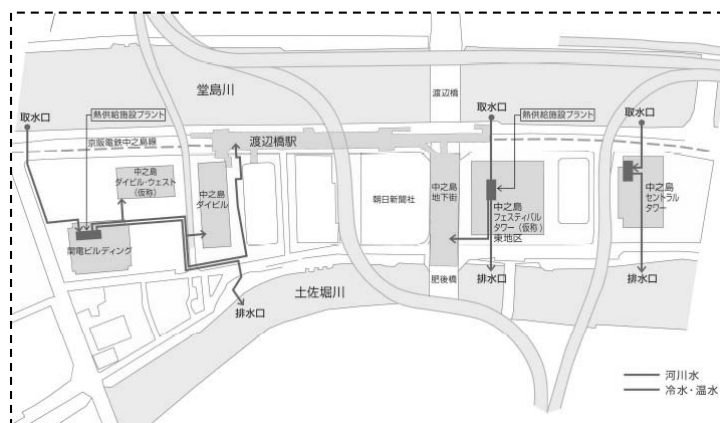 堂島川
渡辺橋
取水口
熱供給施設プラント
取水口
熱供給施設プラント
取水口
京阪電鉄中之島線
渡辺橋駅
中之島
ダイビル・ウエスト
(仮称)
中之島
ダイビル
朝日新聞社
中之島
地下街
中之島
フェスティバル
タワー(仮称)
東地区
中之島
セントラル
タワー
関電ビルディング
土佐堀川
肥後橋
排水口
排水口
排水口
河川水
冷水・温水